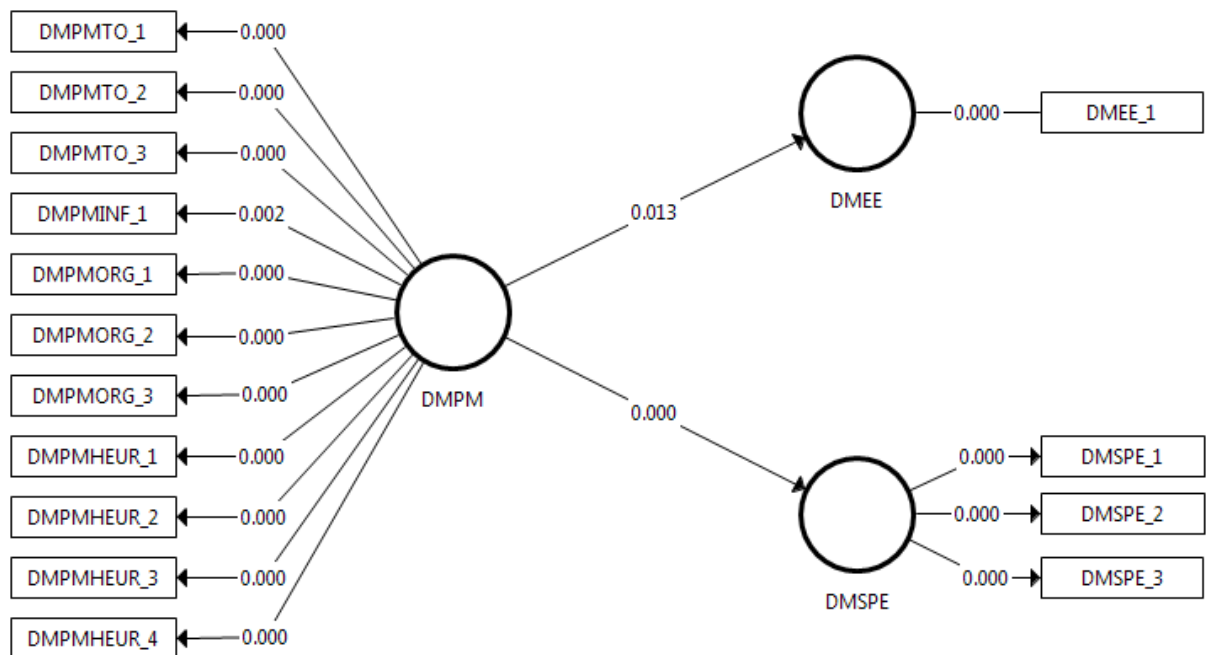 DMPMTO_1
0.000
DMPMTO_2
0.000
DMPMTO_3
0.000
DMPMINF_1
0.002
DMPMORG_1
0.000
DMPMORG_2
0.000
DMPMORG_3
0.000
DMPMHEUR_1
0.000
DMPMHEUR_2
0.000
DMPMHEUR_3
0.000
DMPMHEUR_4
0.000
DMPM
0.013
0.000
DMEE
0.000
DMEE_1
DMSPE
0.000
DMSPE_1
0.000
DMSPE_2
0.000
DMSPE_3